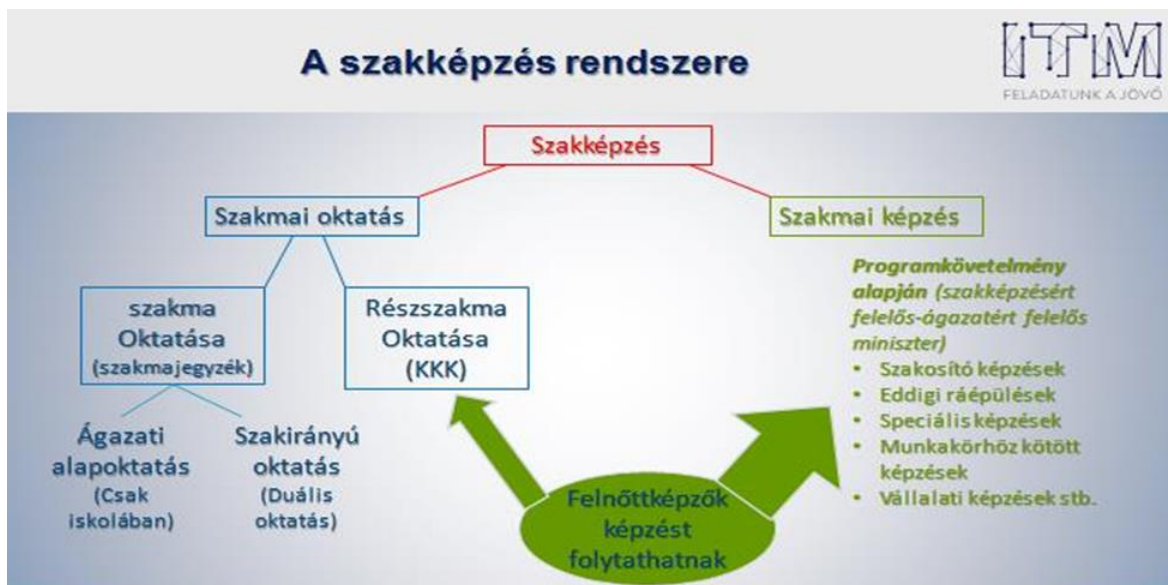 A szakképzés rendszere
ITM
FELADATUNK A JÖVŐ
Szakképzés
Szakmai oktatás
Szakmai képzés
szakma
Oktatása
(szakmajegyzék)
Részszakma
Oktatása
(KKK)
Ágazati
alapoktatás
(Csak
iskolában)
Szakirányú
oktatás
(Duális
oktatás)
Programkövetelmény
alapján (szakképzésért
felelős-ágazatért felelős
miniszter)
• Szakosító képzések
• Eddigi ráépülések
• Speciális képzések
• Munkakörhöz kötött
képzések
• Vállalati képzések stb.
Felnőttképzők
képzést
folytathatnak